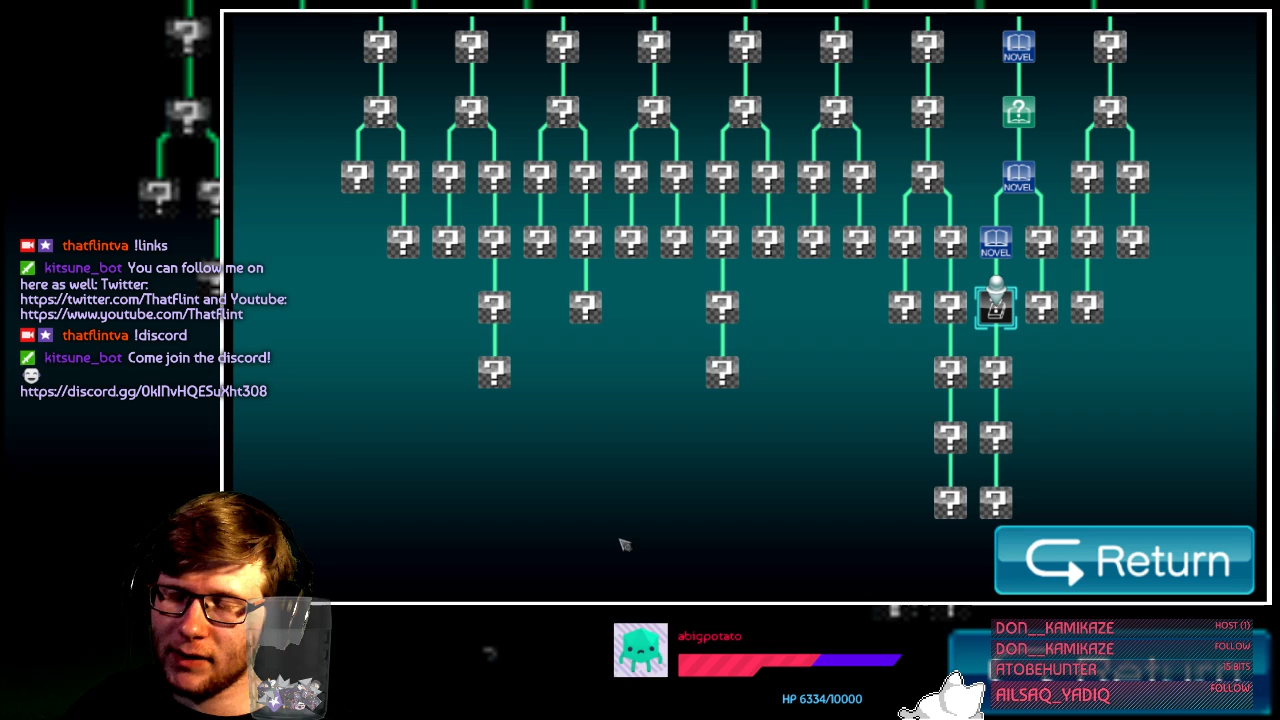 ? ? ? ? ? ? ? NOVEL ?
? ? ? ? ? ? ? ? ?
? ? ? ? ? ? ? ? ? ? ? ? ? NOVEL ? ?
? ? ? ? ? ? ? ? ? ? ? ? ? NOVEL ? ? ?
? ? ? ? ? ? ?
? ? ? ?
? ?
? ?
thatflintva !links
kitsune_bot You can follow me on
here as well: Twitter:
https://twitter.com/ThatFlint and Youtube:
https://www.youtube.com/ThatFlint
thatflintva !discord
kitsune_bot Come join the discord!
https://discord.gg/0kINvHQESuXht308
Return
abigpotato
HP 6334/10000
DON__KAMIKAZE HOST (1)
DON__KAMIKAZE FOLLOW
ATOBEHUNTER 15 BITS
AILSAQ_YADIQ FOLLOW